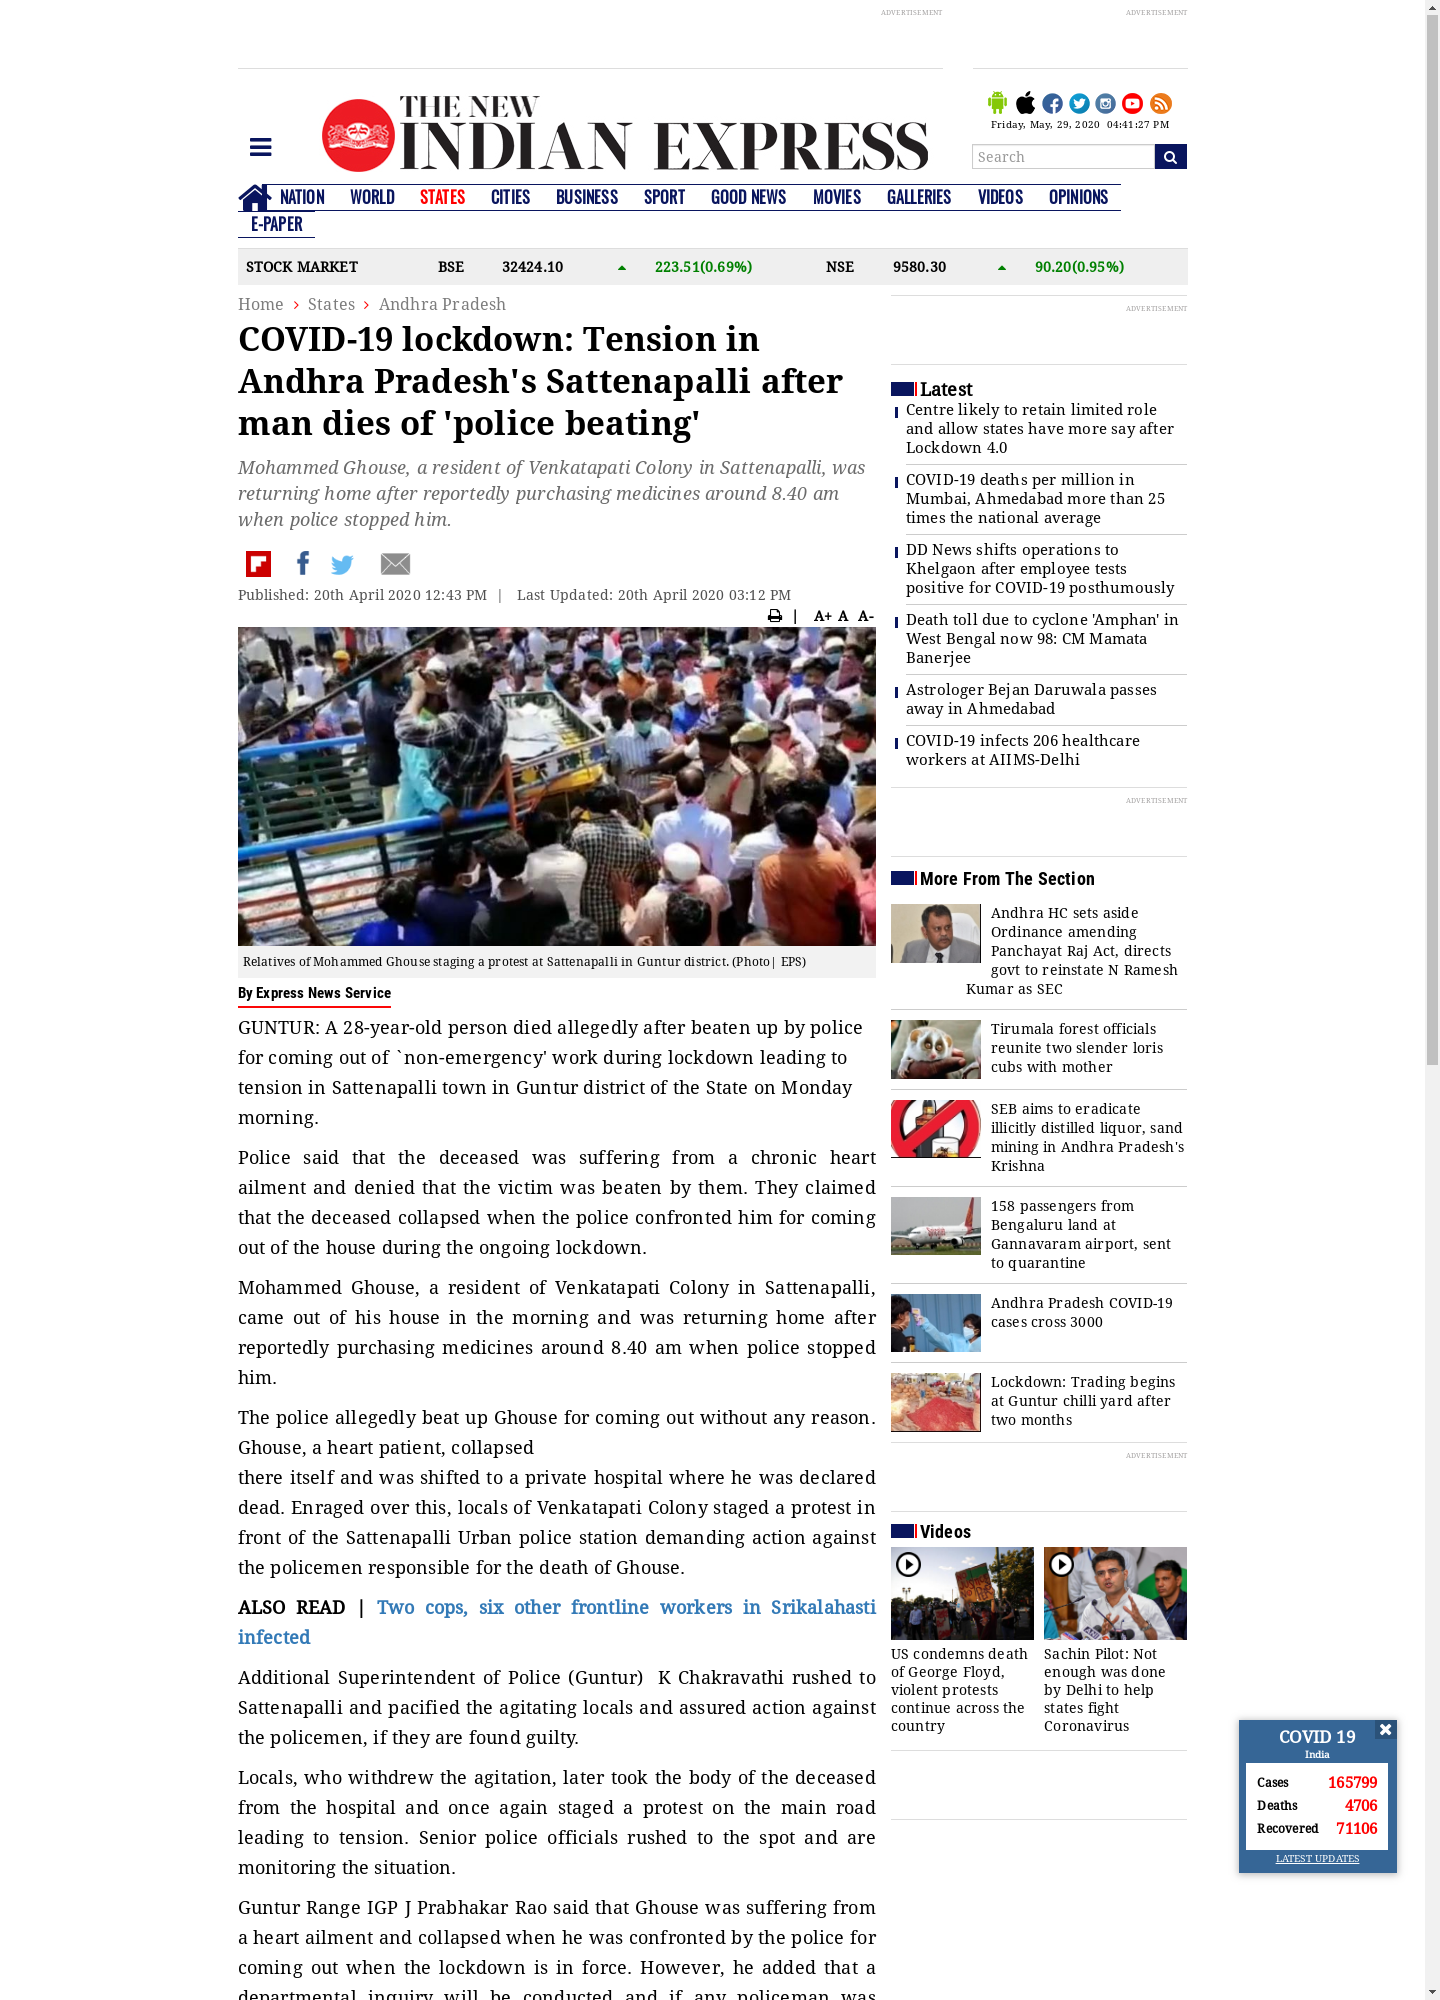 ADVERTISEMENT
ADVERTISEMENT
THE NEW
INDIAN EXPRESS
Friday, May, 29, 2020 04:41:27 PM
Search
NATION WORLD STATES CITIES BUSINESS SPORT GOOD NEWS MOVIES GALLERIES VIDEOS OPINIONS
E-PAPER
STOCK MARKET BSE 32424.10 223.51(0.69%) NSE 9580.30 90.20(0.95%)
Home > States > Andhra Pradesh
COVID-19 lockdown: Tension in
Andhra Pradesh's Sattenapalli after
man dies of 'police beating'
Mohammed Ghouse, a resident of Venkatapati Colony in Sattenapalli, was
returning home after reportedly purchasing medicines around 8.40 am
when police stopped him.
Published: 20th April 2020 12:43 PM | Last Updated: 20th April 2020 03:12 PM
| A+ A A-
Relatives of Mohammed Ghouse staging a protest at Sattenapalli in Guntur district. (Photo| EPS)
By Express News Service
GUNTUR: A 28-year-old person died allegedly after beaten up by police
for coming out of `non-emergency' work during lockdown leading to
tension in Sattenapalli town in Guntur district of the State on Monday
morning.
Police said that the deceased was suffering from a chronic heart
ailment and denied that the victim was beaten by them. They claimed
that the deceased collapsed when the police confronted him for coming
out of the house during the ongoing lockdown.
Mohammed Ghouse, a resident of Venkatapati Colony in Sattenapalli,
came out of his house in the morning and was returning home after
reportedly purchasing medicines around 8.40 am when police stopped
him.
The police allegedly beat up Ghouse for coming out without any reason.
Ghouse, a heart patient, collapsed
there itself and was shifted to a private hospital where he was declared
dead. Enraged over this, locals of Venkatapati Colony staged a protest in
front of the Sattenapalli Urban police station demanding action against
the policemen responsible for the death of Ghouse.
ALSO READ | Two cops, six other frontline workers in Srikalahasti
infected
Additional Superintendent of Police (Guntur) K Chakravathi rushed to
Sattenapalli and pacified the agitating locals and assured action against
the policemen, if they are found guilty.
Locals, who withdrew the agitation, later took the body of the deceased
from the hospital and once again staged a protest on the main road
leading to tension. Senior police officials rushed to the spot and are
monitoring the situation.
Guntur Range IGP J Prabhakar Rao said that Ghouse was suffering from
a heart ailment and collapsed when he was confronted by the police for
coming out when the lockdown is in force. However, he added that a
departmental inquiry will be conducted and if any policeman was
ADVERTISEMENT
Latest
Centre likely to retain limited role
and allow states have more say after
Lockdown 4.0
COVID-19 deaths per million in
Mumbai, Ahmedabad more than 25
times the national average
DD News shifts operations to
Khelgaon after employee tests
positive for COVID-19 posthumously
Death toll due to cyclone 'Amphan' in
West Bengal now 98: CM Mamata
Banerjee
Astrologer Bejan Daruwala passes
away in Ahmedabad
COVID-19 infects 206 healthcare
workers at AIIMS-Delhi
ADVERTISEMENT
More From The Section
Andhra HC sets aside
Ordinance amending
Panchayat Raj Act, directs
govt to reinstate N Ramesh
Kumar as SEC
Tirumala forest officials
reunite two slender loris
cubs with mother
SEB aims to eradicate
illicitly distilled liquor, sand
mining in Andhra Pradesh's
Krishna
158 passengers from
Bengaluru land at
Gannavaram airport, sent
to quarantine
Andhra Pradesh COVID-19
cases cross 3000
Lockdown: Trading begins
at Guntur chilli yard after
two months
ADVERTISEMENT
Videos
US condemns death
of George Floyd,
violent protests
continue across the
country
Sachin Pilot: Not
enough was done
by Delhi to help
states fight
Coronavirus
COVID 19
India
Cases 165799
Deaths 4706
Recovered 71106
LATEST UPDATES